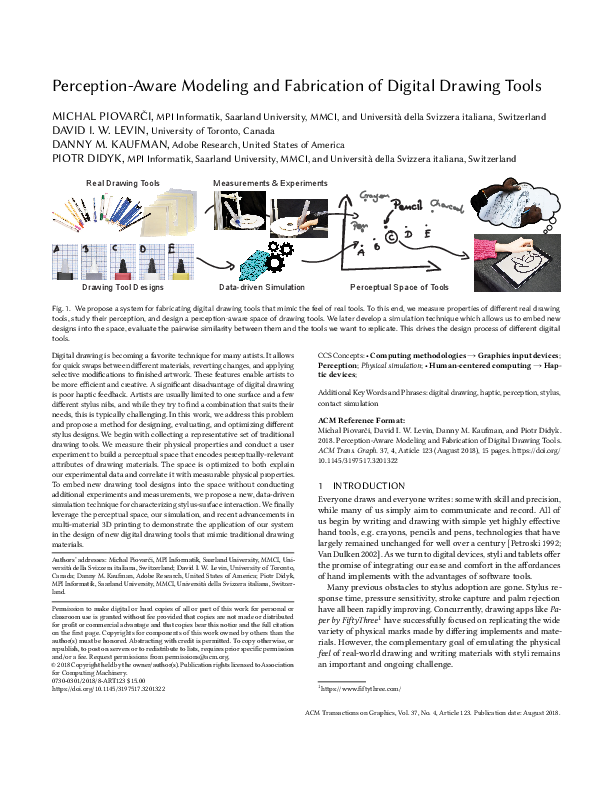 Perception-Aware Modeling and Fabrication of Digital Drawing Tools
MICHAL PIOVARČI, MPI Informatik, Saarland University, MMCI, and Università della Svizzera italiana, Switzerland
DAVID I. W. LEVIN, University of Toronto, Canada
DANNY M. KAUFMAN, Adobe Research, United States of America
PIOTR DIDYK, MPI Informatik, Saarland University, MMCI, and Università della Svizzera italiana, Switzerland
Real Drawing Tools
Measurements & Experiments
Crayon
Pencil
Charcoal
Pen
A
B
C
D
E
A
B
C
D
E
Drawing Tool Designs
Data-driven Simulation
Perceptual Space of Tools
Fig. 1. We propose a system for fabricating digital drawing tools that mimic the feel of real tools. To this end, we measure properties of different real drawing
tools, study their perception, and design a perception-aware space of drawing tools. We later develop a simulation technique which allows us to embed new
designs into the space, evaluate the pairwise similarity between them and the tools we want to replicate. This drives the design process of different digital
tools.
Digital drawing is becoming a favorite technique for many artists. It allows
for quick swaps between different materials, reverting changes, and applying
selective modifications to finished artwork. These features enable artists to
be more efficient and creative. A significant disadvantage of digital drawing
is poor haptic feedback. Artists are usually limited to one surface and a few
different stylus nibs, and while they try to find a combination that suits their
needs, this is typically challenging. In this work, we address this problem
and propose a method for designing, evaluating, and optimizing different
stylus designs. We begin with collecting a representative set of traditional
drawing tools. We measure their physical properties and conduct a user
experiment to build a perceptual space that encodes perceptually-relevant
attributes of drawing materials. The space is optimized to both explain
our experimental data and correlate it with measurable physical properties.
To embed new drawing tool designs into the space without conducting
additional experiments and measurements, we propose a new, data-driven
simulation technique for characterizing stylus-surface interaction. We finally
leverage the perceptual space, our simulation, and recent advancements in
multi-material 3D printing to demonstrate the application of our system
in the design of new digital drawing tools that mimic traditional drawing
materials.
Authors' addresses: Michal Piovarči, MPI Informatik, Saarland University, MMCI, Uni-
versità della Svizzera italiana, Switzerland; David I. W. Levin, University of Toronto,
Canada; Danny M. Kaufman, Adobe Research, United States of America; Piotr Didyk,
MPI Informatik, Saarland University, MMCI, and Università della Svizzera italiana, Switzer-
land.
Permission to make digital or hard copies of all or part of this work for personal or
classroom use is granted without fee provided that copies are not made or distributed
for profit or commercial advantage and that copies bear this notice and the full citation
on the first page. Copyrights for components of this work owned by others than the
author(s) must be honored. Abstracting with credit is permitted. To copy otherwise, or
republish, to post on servers or to redistribute to lists, requires prior specific permission
and/or a fee. Request permissions from permissions@acm.org.
© 2018 Copyright held by the owner/author(s). Publication rights licensed to Association
for Computing Machinery.
0730-0301/2018/8-ART123 $15.00
https://doi.org/10.1145/3197517.3201322
CCS Concepts: • Computing methodologies → Graphics input devices;
Perception; Physical simulation; • Human-centered computing → Hap-
tic devices;
Additional Key Words and Phrases: digital drawing, haptic, perception, stylus,
contact simulation
ACM Reference Format:
Michal Piovarči, David I. W. Levin, Danny M. Kaufman, and Piotr Didyk.
2018. Perception-Aware Modeling and Fabrication of Digital Drawing Tools.
ACM Trans. Graph. 37, 4, Article 123 (August 2018), 15 pages. https://doi.org/
10.1145/3197517.3201322
1 INTRODUCTION
Everyone draws and everyone writes: some with skill and precision,
while many of us simply aim to communicate and record. All of
us begin by writing and drawing with simple yet highly effective
hand tools, e.g. crayons, pencils and pens, technologies that have
largely remained unchanged for well over a century [Petroski 1992;
Van Dulken 2002]. As we turn to digital devices, styli and tablets offer
the promise of integrating our ease and comfort in the affordances
of hand implements with the advantages of software tools.
Many previous obstacles to stylus adoption are gone. Stylus re-
sponse time, pressure sensitivity, stroke capture and palm rejection
have all been rapidly improving. Concurrently, drawing apps like Pa-
per by FiftyThree1 have successfully focused on replicating the wide
variety of physical marks made by differing implements and mate-
rials. However, the complementary goal of emulating the physical
feel of real-world drawing and writing materials with styli remains
an important and ongoing challenge.
1https://www.fiftythree.com/
ACM Transactions on Graphics, Vol. 37, No. 4, Article 123. Publication date: August 2018.